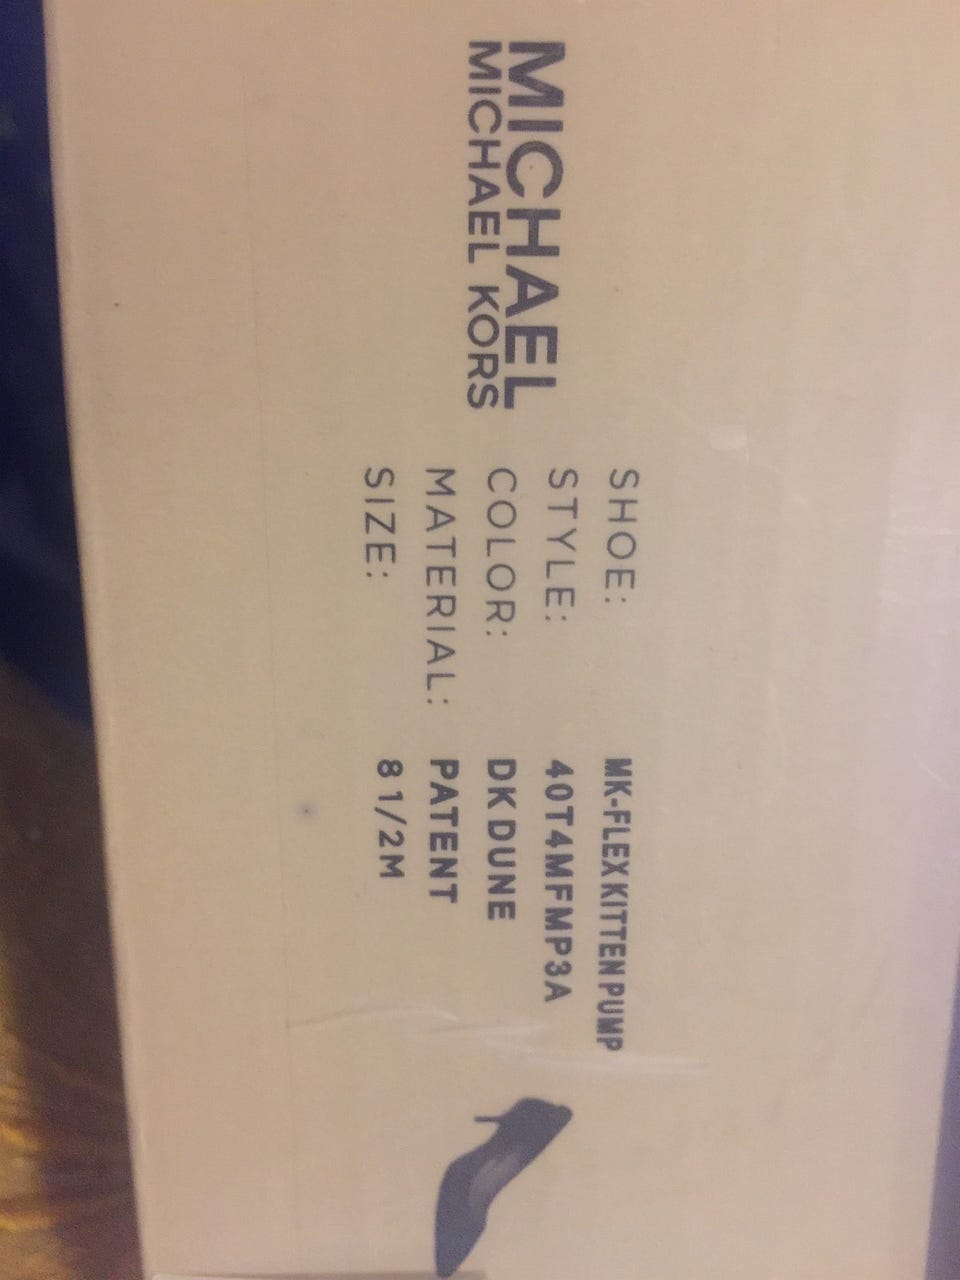 MICHAEL
MICHAEL KORS
SHOE: MK-FLEX KITTEN PUMP
STYLE: 40T4MFMP3A
COLOR: DK DUNE
MATERIAL: PATENT
SIZE: 8 1/2M